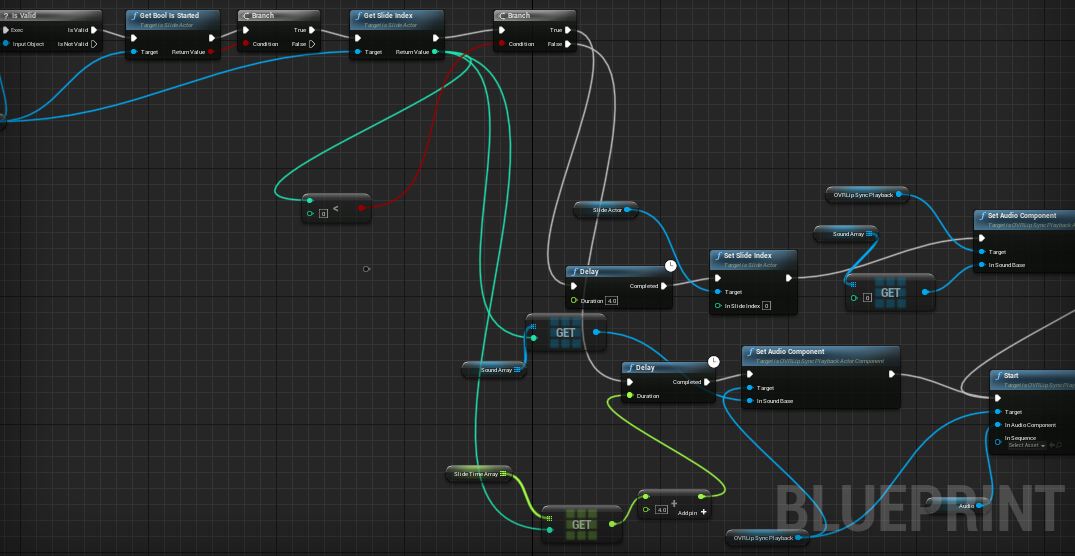 ? Is Valid
Exec
Is Valid
Input Object
Is Not Valid
f Get Bool Is Started
Target is Slide Actor
Target
Return Value
Branch
True
Condition
False
f Get Slide Index
Target is Slide Actor
Target
Return Value
Branch
True
Condition
False
0
<
Slide Actor
OVRLip Sync Playback
Sound Array
f Delay
Completed
Duration 4.0
f Set Slide Index
Target is Slide Actor
Target
In Slide Index 0
0
GET
f Set Audio Component
Target is OVRLip Sync Playback
Target
In Sound Base
GET
Sound Array
f Delay
Completed
Duration
f Set Audio Component
Target is OVRLip Sync Playback Actor Component
Target
In Sound Base
f Start
Target is OVRLip Sync Playback
Target
In Audio Component
In Sequence
Select Asset
Slide Time Array
GET
4.0
+
Add pin +
Audio
OVRLip Sync Playback
BLUEPRINT